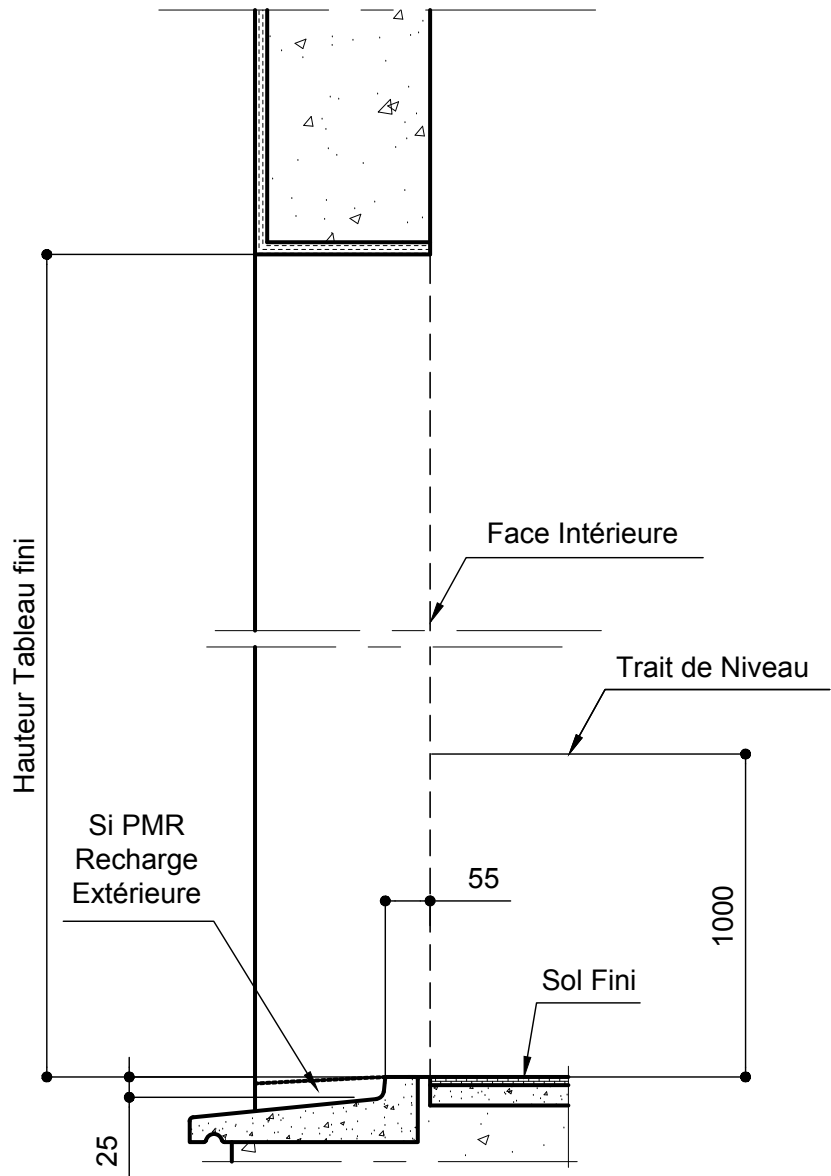 Hauteur Tableau fini
Face Intérieure
Trait de Niveau
Si PMR
Recharge
Extérieure
55
1000
Sol Fini
25